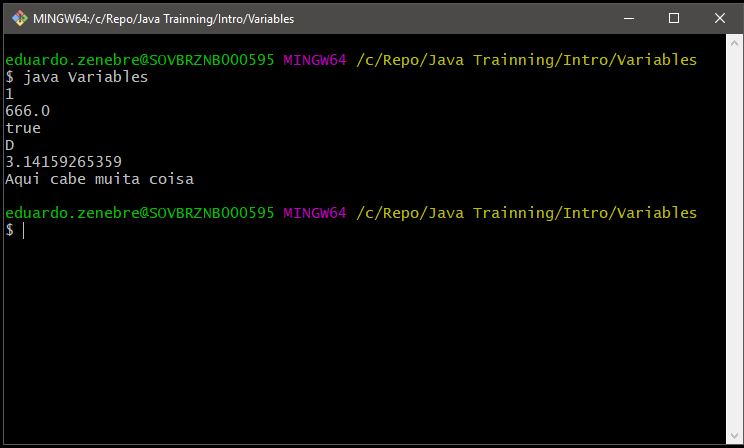 MINGW64:/c/Repo/Java Trainning/Intro/Variables
eduardo.zenebre@SOVBRZNB000595 MINGW64 /c/Repo/Java Trainning/Intro/Variables
$ java Variables
1
666.0
true
D
3.14159265359
Aqui cabe muita coisa
eduardo.zenebre@SOVBRZNB000595 MINGW64 /c/Repo/Java Trainning/Intro/Variables
$